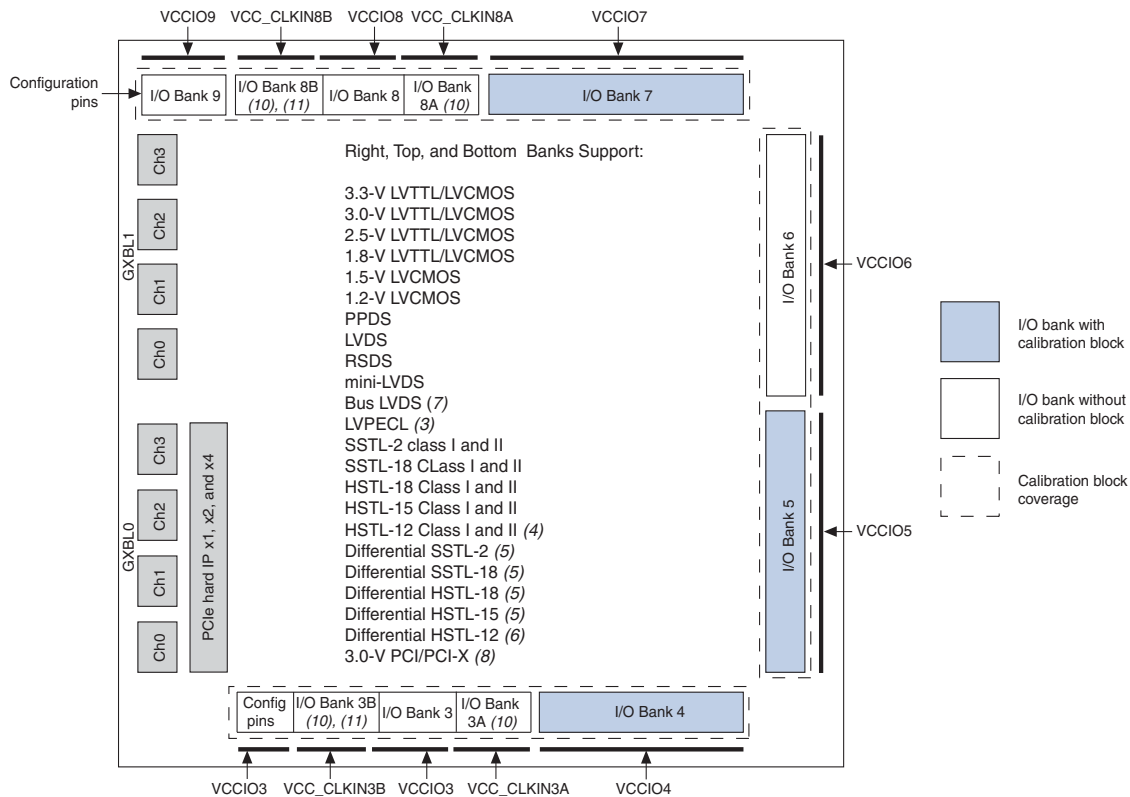 VCCIO9
VCC_CLKIN8B
VCCIO8
VCC_CLKIN8A
VCCIO7
Configuration
pins
I/O Bank 9
I/O Bank 8B
(10), (11)
I/O Bank 8
I/O Bank
8A (10)
I/O Bank 7
Ch3
Ch2
Ch1
Ch0
GXBL1
Ch3
Ch2
Ch1
Ch0
GXBL0
PCIe hard IP x1, x2, and x4
Right, Top, and Bottom Banks Support:
3.3-V LVTTL/LVCMOS
3.0-V LVTTL/LVCMOS
2.5-V LVTTL/LVCMOS
1.8-V LVTTL/LVCMOS
1.5-V LVCMOS
1.2-V LVCMOS
PPDS
LVDS
RSDS
mini-LVDS
Bus LVDS (7)
LVPECL (3)
SSTL-2 class I and II
SSTL-18 CLass I and II
HSTL-18 Class I and II
HSTL-15 Class I and II
HSTL-12 Class I and II (4)
Differential SSTL-2 (5)
Differential SSTL-18 (5)
Differential HSTL-18 (5)
Differential HSTL-15 (5)
Differential HSTL-12 (6)
3.0-V PCI/PCI-X (8)
I/O Bank 6
VCCIO6
I/O Bank 5
VCCIO5
I/O bank with
calibration block
I/O bank without
calibration block
Calibration block
coverage
Config
pins
I/O Bank 3B
(10), (11)
I/O Bank 3
I/O Bank
3A (10)
I/O Bank 4
VCCIO3
VCC_CLKIN3B
VCCIO3
VCC_CLKIN3A
VCCIO4